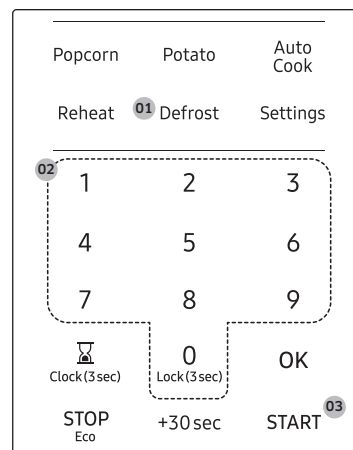 Popcorn Potato Auto Cook
Reheat 01 Defrost Settings
02
1 2 3
4 5 6
7 8 9
Clock(3 sec) 0 Lock(3 sec) OK
STOP Eco +30 sec START 03